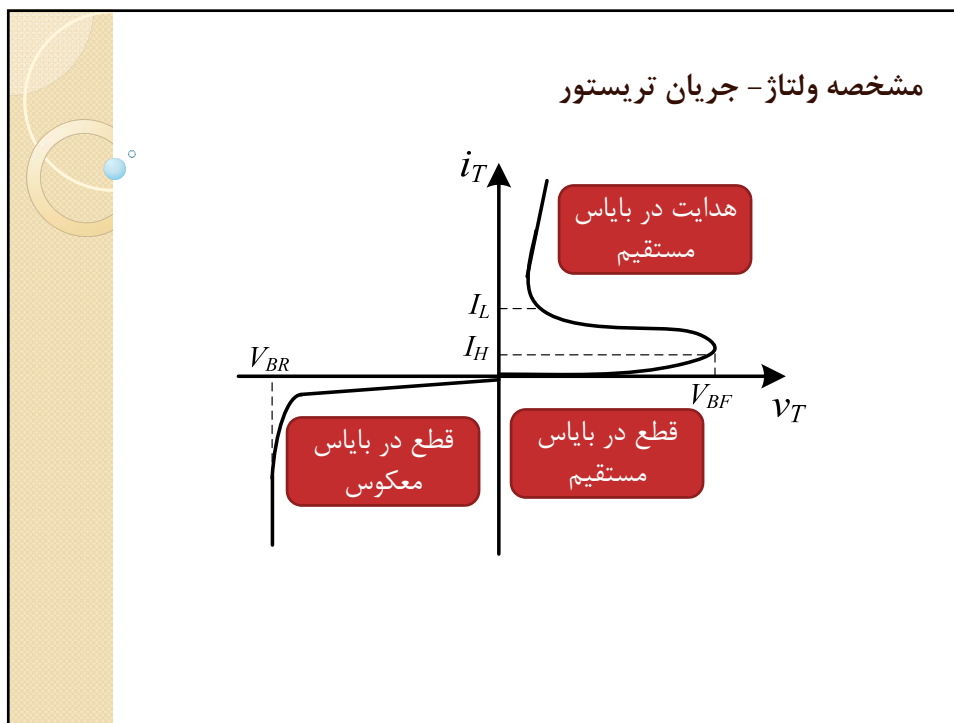 مشخصه ولتاژ- جریان تریستور
i_T
هدایت در بایاس
مستقیم
I_L
I_H
V_BR
V_BF
v_T
قطع در بایاس
مستقیم
قطع در بایاس
معکوس